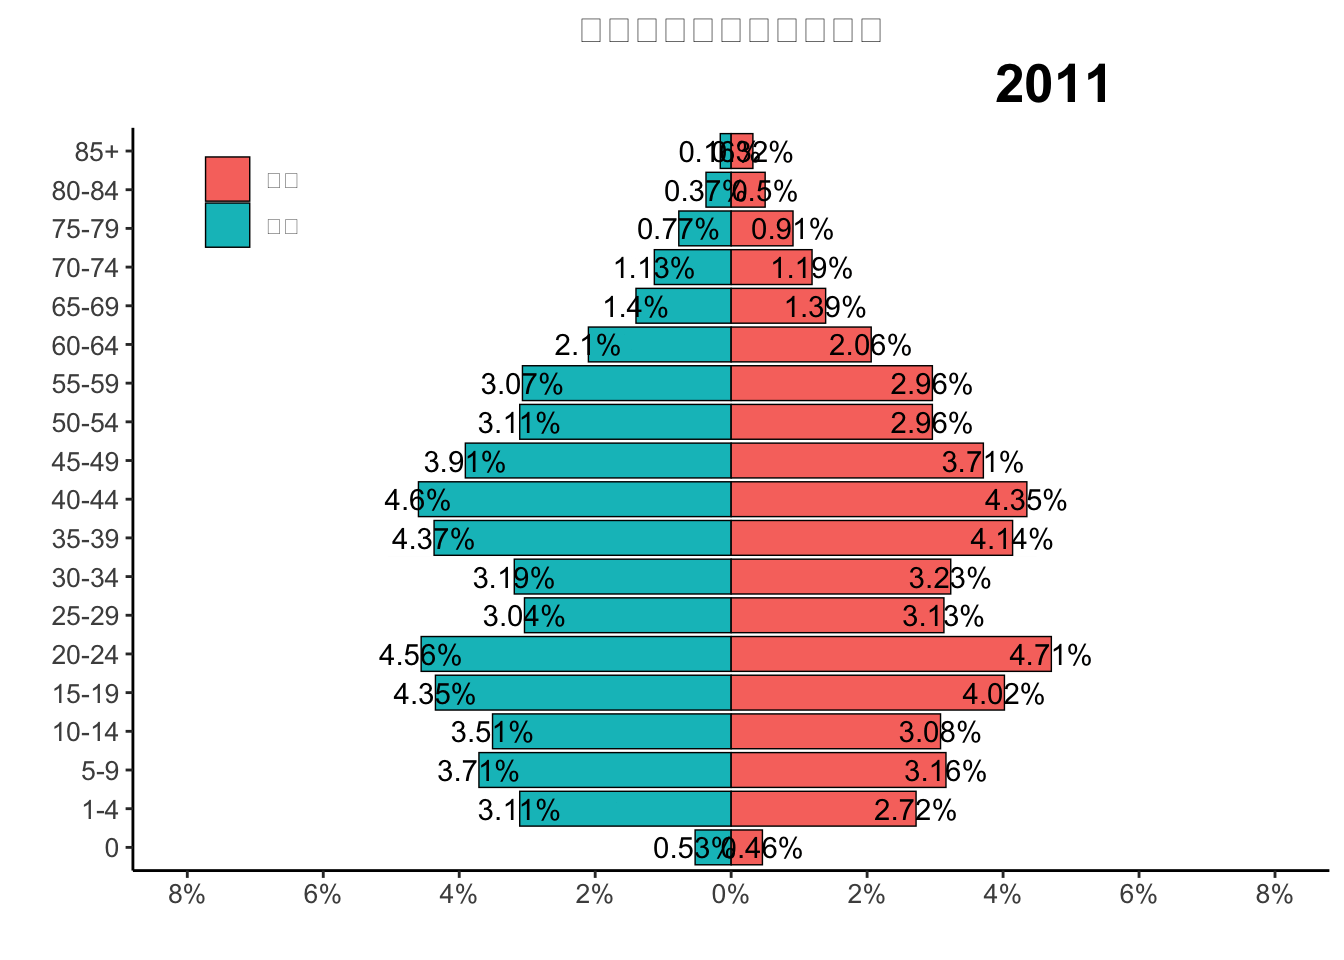 2011
85+ 0.16% 0.32%
80-84 0.37% 0.5%
75-79 0.77% 0.91%
70-74 1.13% 1.19%
65-69 1.4% 1.39%
60-64 2.1% 2.06%
55-59 3.07% 2.96%
50-54 3.11% 2.96%
45-49 3.91% 3.71%
40-44 4.6% 4.35%
35-39 4.37% 4.14%
30-34 3.19% 3.23%
25-29 3.04% 3.13%
20-24 4.56% 4.71%
15-19 4.35% 4.02%
10-14 3.51% 3.08%
5-9 3.71% 3.16%
1-4 3.11% 2.72%
0 0.53% 0.46%
8% 6% 4% 2% 0% 2% 4% 6% 8%